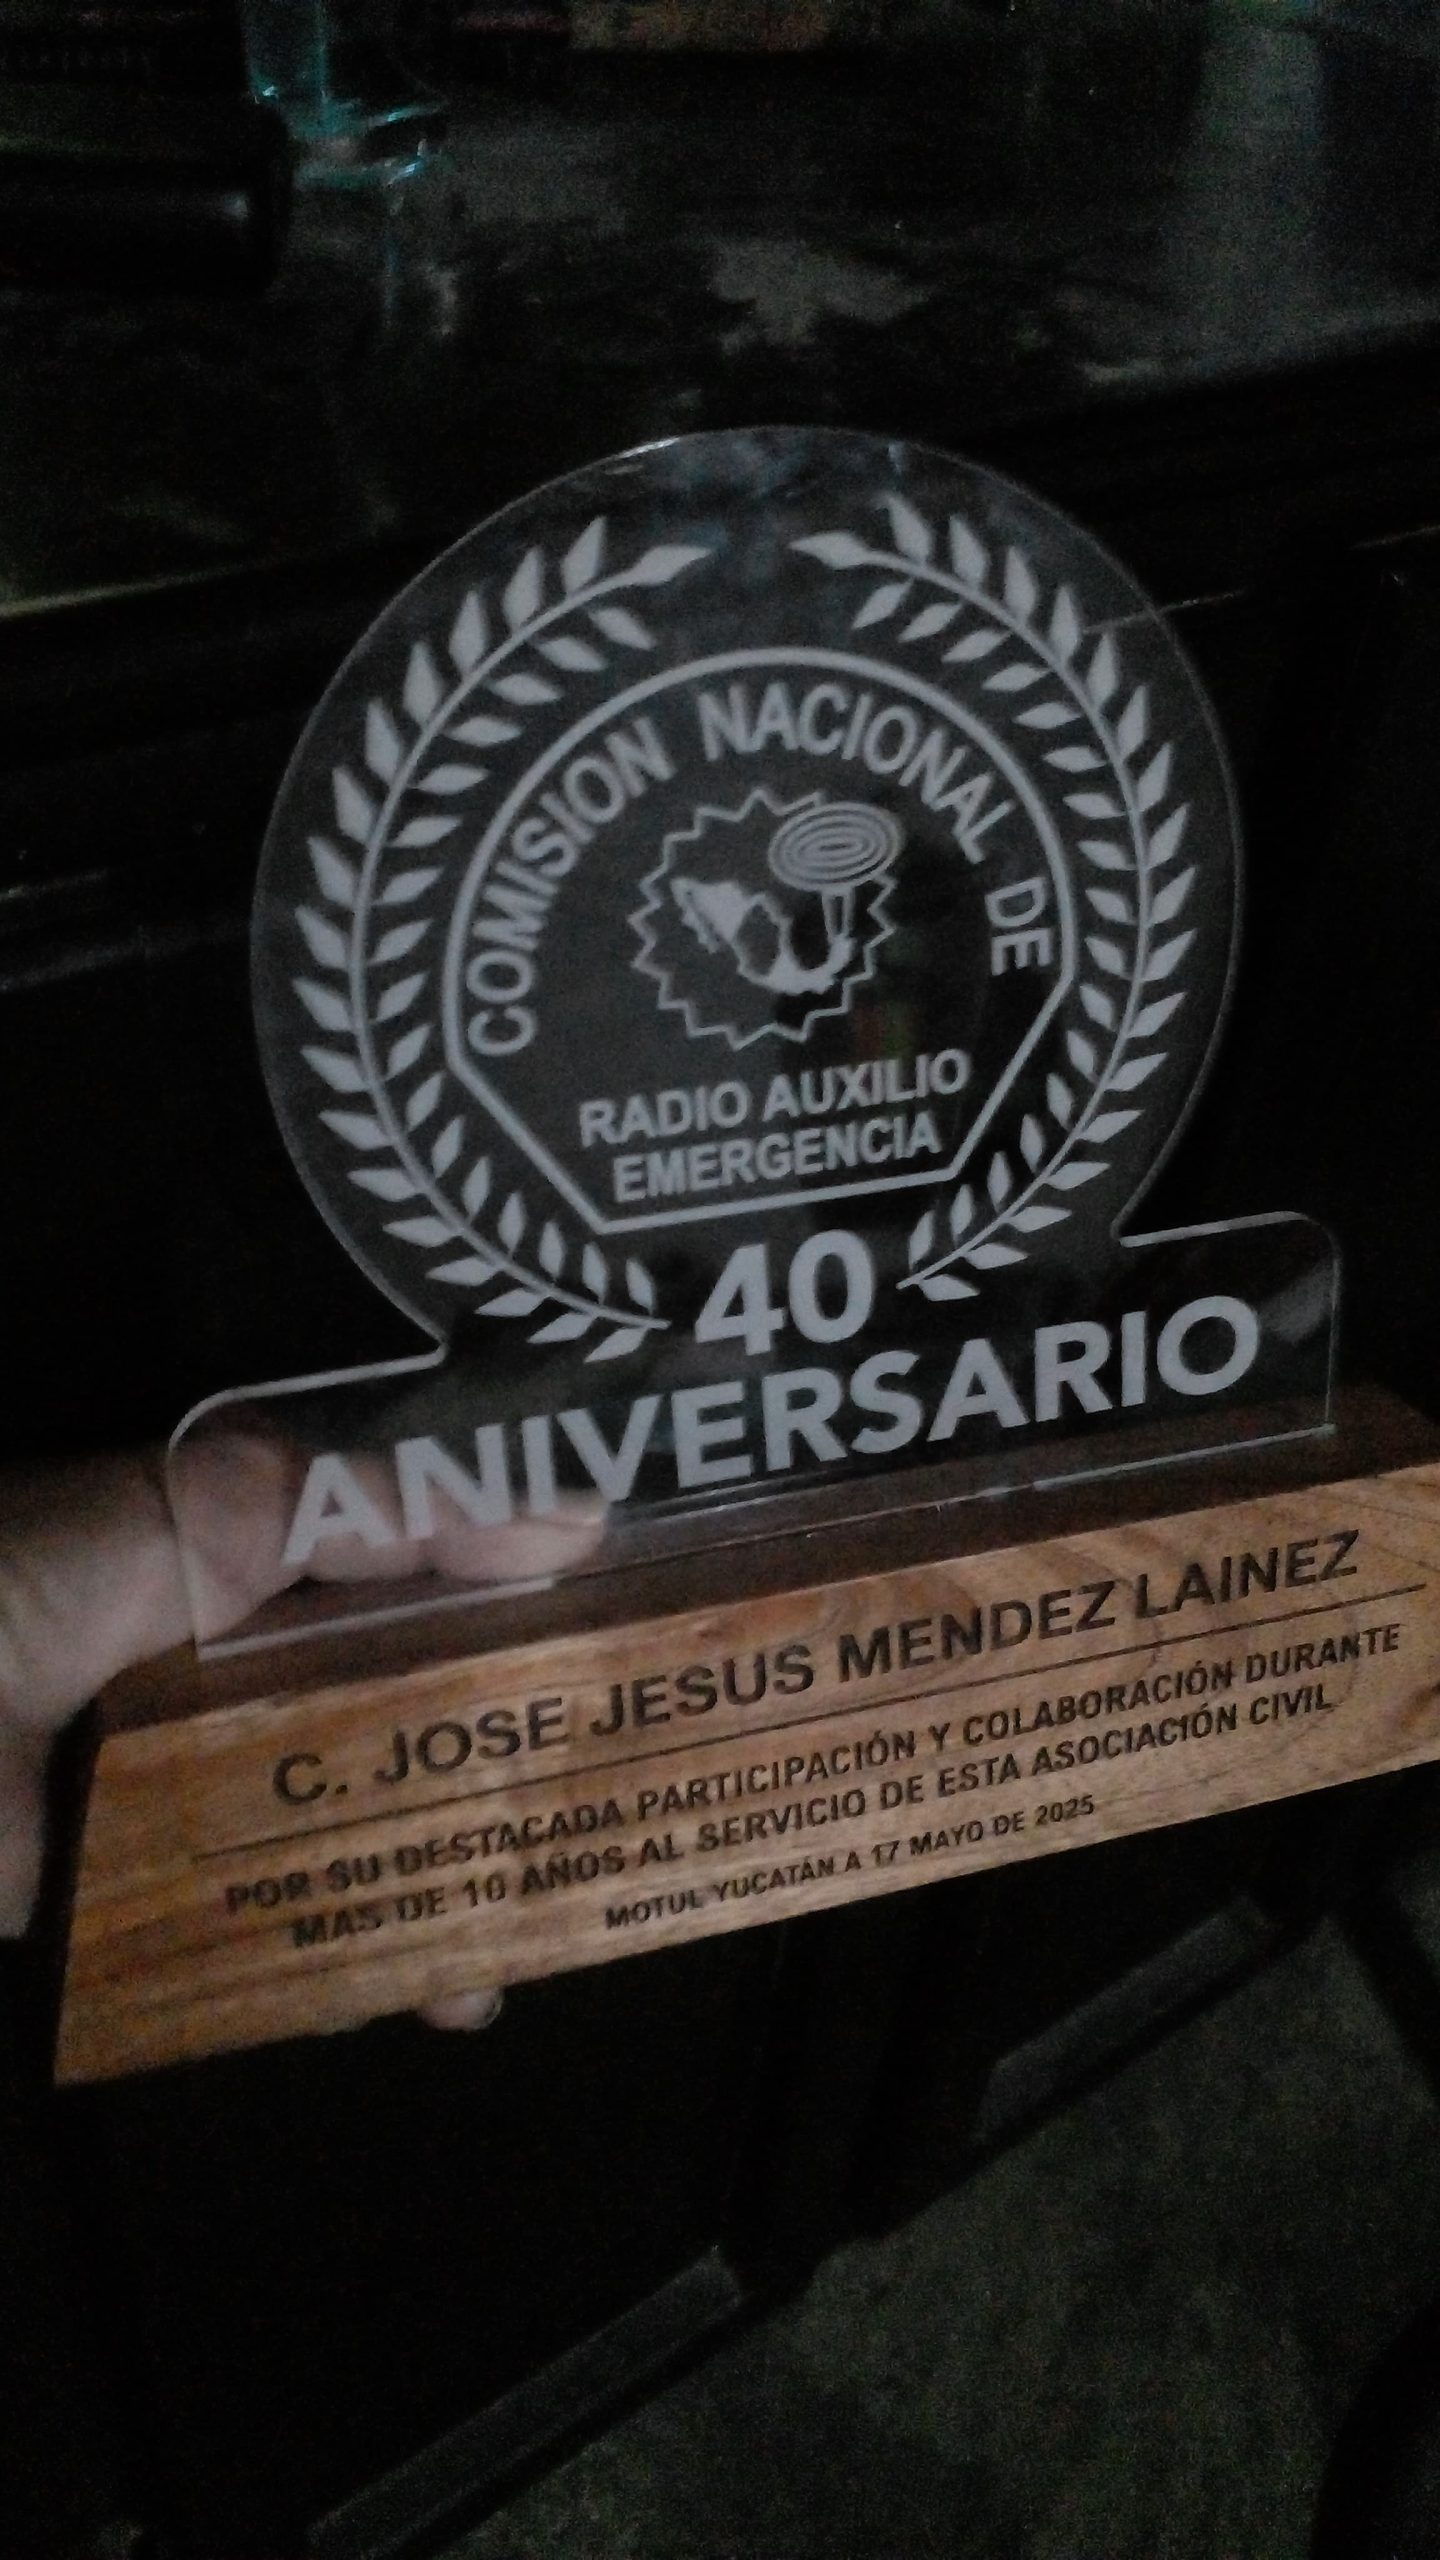 COMISION NACIONAL DE
RADIO AUXILIO
EMERGENCIA
40
ANIVERSARIO
C. JOSE JESUS MENDEZ LAINEZ
POR SU DESTACADA PARTICIPACIÓN Y COLABORACIÓN DURANTE
MAS DE 10 AÑOS AL SERVICIO DE ESTA ASOCIACIÓN CIVIL
MOTUL YUCATÁN A 17 MAYO DE 2025